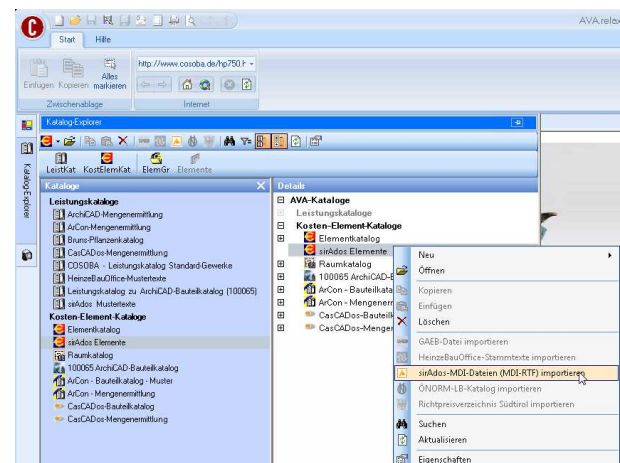 AVA.relax
Start Hilfe
Einfügen Kopieren Alles markieren
http://www.cosoba.de/hp750.h
Zwischenablage Internet
Katalog-Explorer
LeistKat KostElemKat ElemGr Elemente
Katalog-Explorer
Kataloge
Leistungskataloge
ArchiCAD-Mengenermittlung
ArCon-Mengenermittlung
Bruns-Pflanzenkatalog
CasCADos-Mengenermittlung
COSOBA - Leistungskatalog Standard-Gewerke
HeinzeBauOffice-Mustertexte
Leistungskatalog zu ArchiCAD-Bauteilkatalog (100065)
sirAdos Mustertexte
Kosten-Element-Kataloge
Elementkatalog
sirAdos Elemente
Raumkatalog
100065 ArchiCAD-Bauteilkatalog
ArCon - Bauteilkatalog - Muster
ArCon - Mengenermittlung
CasCADos-Bauteilkatalog
CasCADos-Mengenermittlung
Details
AVA-Kataloge
Leistungskataloge
Kosten-Element-Kataloge
Elementkatalog
sirAdos Elemente
Raumkatalog
100065 ArchiCAD-B
ArCon - Bauteilkata
ArCon - Mengenerm
CasCADos-Bauteilk
CasCADos-Menger
Neu
Öffnen
Kopieren
Einfügen
Löschen
GAEB-Datei importieren
HeinzeBauOffice-Stammtexte importieren
sirAdos-MDI-Dateien (MDI-RTF) importieren
ÖNORM-LB-Katalog importieren
Richtpreisverzeichnis Südtirol importieren
Suchen
Aktualisieren
Eigenschaften